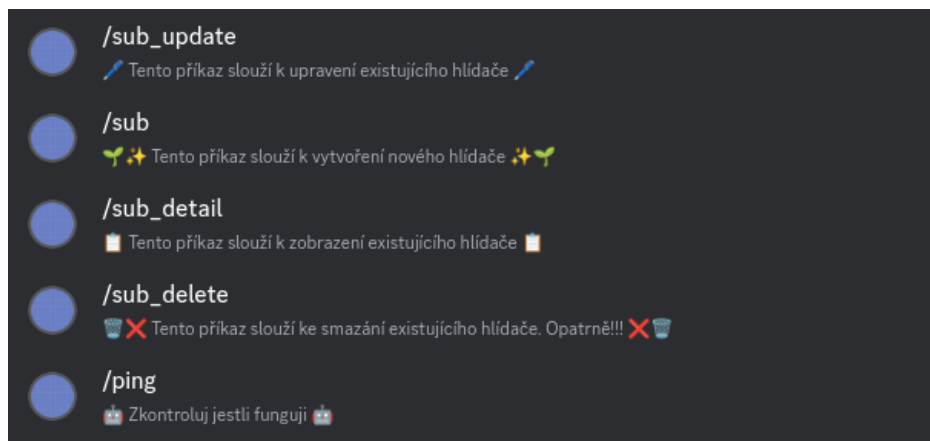 /sub_update
🖊️ Tento příkaz slouží k upravení existujícího hlídače 🖊️
/sub
🌱✨ Tento příkaz slouží k vytvoření nového hlídače ✨🌱
/sub_detail
📋 Tento příkaz slouží k zobrazení existujícího hlídače 📋
/sub_delete
🗑️❌ Tento příkaz slouží ke smazání existujícího hlídače. Opatrně!!! ❌🗑️
/ping
🤖 Zkontroluj jestli funguji 🤖